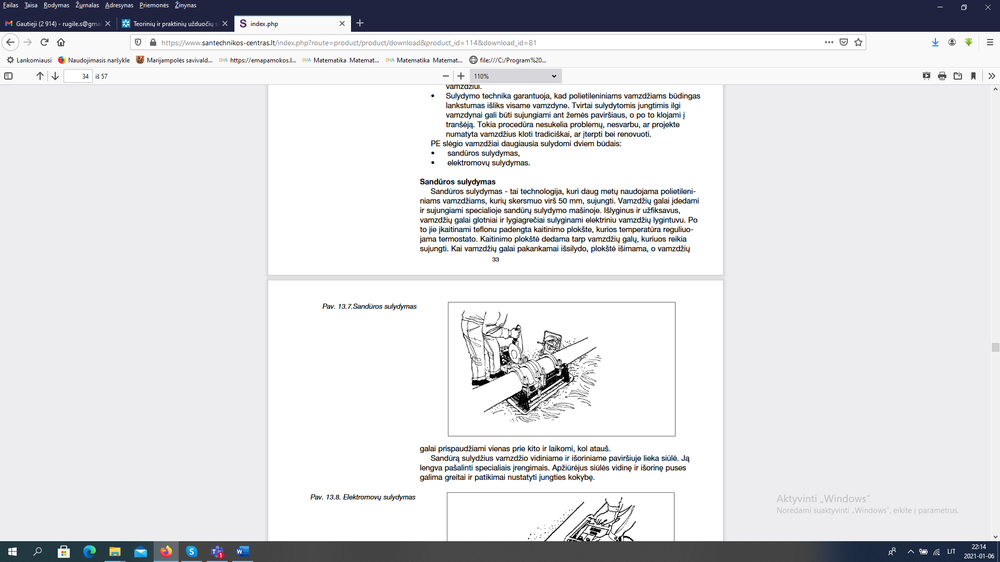 Failas Taisa Rodymas Žurnalas Adresynas Priemonės Žinynas
Gautieji (2 914) - rugile.s@gma
Teorinių ir praktinių užduočių s
index.php
https://www.santechnikos-centras.lt/index.php?route=product/product/download&product_id=114&download_id=81
Lankomiausi Naudojimasis naršykle Marijampolės savivald... https://emapamokos.l... Matematika Matemat... Matematika Matemat... file:///C:/Program%20...
34 iš 57 110%
vamzdžiui.
• Sulydymo technika garantuoja, kad polietileniniams vamzdžiams būdingas
lankstumas išliks visame vamzdyne. Tvirtai sulydytomis jungtimis ilgi
vamzdynai gali būti sujungiami ant žemės paviršiaus, o po to klojami į
tranšėją. Tokia procedūra nesukelia problemų, nesvarbu, ar projekte
numatyta vamzdžius kloti tradiciškai, ar įterpti bei renovuoti.
PE slėgio vamzdžiai daugiausia sulydomi dviem būdais:
• sandūros sulydymas,
• elektromovų sulydymas.
Sandūros sulydymas
Sandūros sulydymas - tai technologija, kuri daug metų naudojama polietileni-
niams vamzdžiams, kurių skersmuo virš 50 mm, sujungti. Vamzdžių galai įdedami
ir sujungiami specialioje sandūrų sulydymo mašinoje. Išlyginus ir užfiksavus,
vamzdžių galai glotniai ir lygiagrečiai sulyginami elektriniu vamzdžių lygintuvu. Po
to jie įkaitinami teflonu padengta kaitinimo plokšte, kurios temperatūra reguliuo-
jama termostato. Kaitinimo plokštė dedama tarp vamzdžių galų, kuriuos reikia
sujungti. Kai vamzdžių galai pakankamai išsilydo, plokštė išimama, o vamzdžių
33
Pav. 13.7.Sandūros sulydymas
galai prispaudžiami vienas prie kito ir laikomi, kol atauš.
Sandūrą sulydžius vamzdžio vidiniame ir išoriniame paviršiuje lieka siūlė. Ją
lengva pašalinti specialiais įrengimais. Apžiūrėjus siūlės vidinę ir išorinę puses
galima greitai ir patikimai nustatyti jungties kokybę.
Pav. 13.8. Elektromovų sulydymas
Aktyvinti „Windows“
Norėdami suaktyvinti „Windows“, eikite į parametrus.
LIT
22:14
2021-01-06